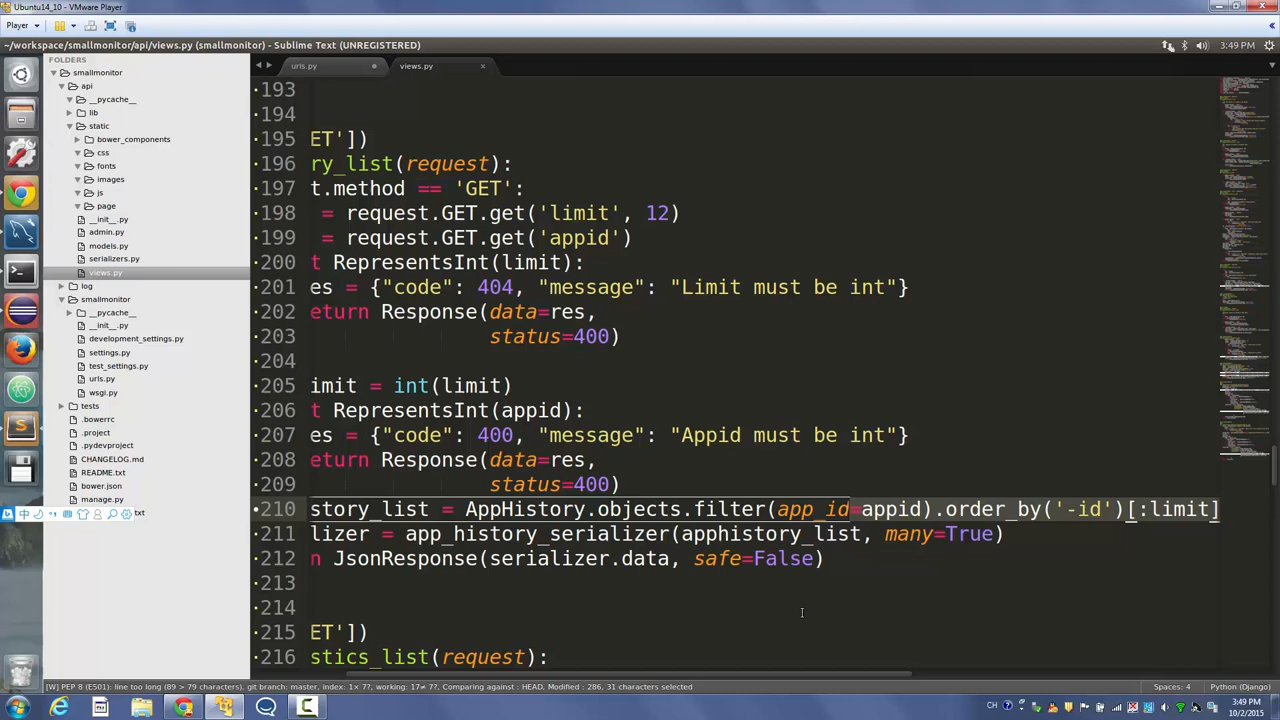 Ubuntu14_10 - VMware Player
Player
~/workspace/smallmonitor/api/views.py (smallmonitor) - Sublime Text (UNREGISTERED)
3:49 PM
FOLDERS
smallmonitor
api
__pycache__
lib
static
bower_components
css
fonts
images
js
page
__init__.py
admin.py
models.py
serializers.py
views.py
log
smallmonitor
__pycache__
__init__.py
development_settings.py
settings.py
test_settings.py
urls.py
wsgi.py
tests
.bowerrc
.project
.pydevproject
CHANGELOG.md
README.txt
bower.json
manage.py
txt
中
urls.py
views.py
193
194
195 ET'])
196 ry_list(request):
197 t.method == 'GET':
198 = request.GET.get('limit', 12)
199 = request.GET.get('appid')
200 t RepresentsInt(limit):
201 es = {"code": 404, "message": "Limit must be int"}
202 eturn Response(data=res,
203 status=400)
204
205 imit = int(limit)
206 t RepresentsInt(appid):
207 es = {"code": 400, "message": "Appid must be int"}
208 eturn Response(data=res,
209 status=400)
210 story_list = AppHistory.objects.filter(app_id=appid).order_by('-id')[:limit]
211 lizer = app_history_serializer(apphistory_list, many=True)
212 n JsonResponse(serializer.data, safe=False)
213
214
215 ET'])
216 stics_list(request):
[W] PEP 8 (E501): line too long (89 > 79 characters), git branch: master, index: 1× 7?, working: 17≠ 7?, Comparing against: HEAD, Modified : 286, 31 characters selected
Spaces: 4
Python (Django)
CH
3:49 PM
10/2/2015